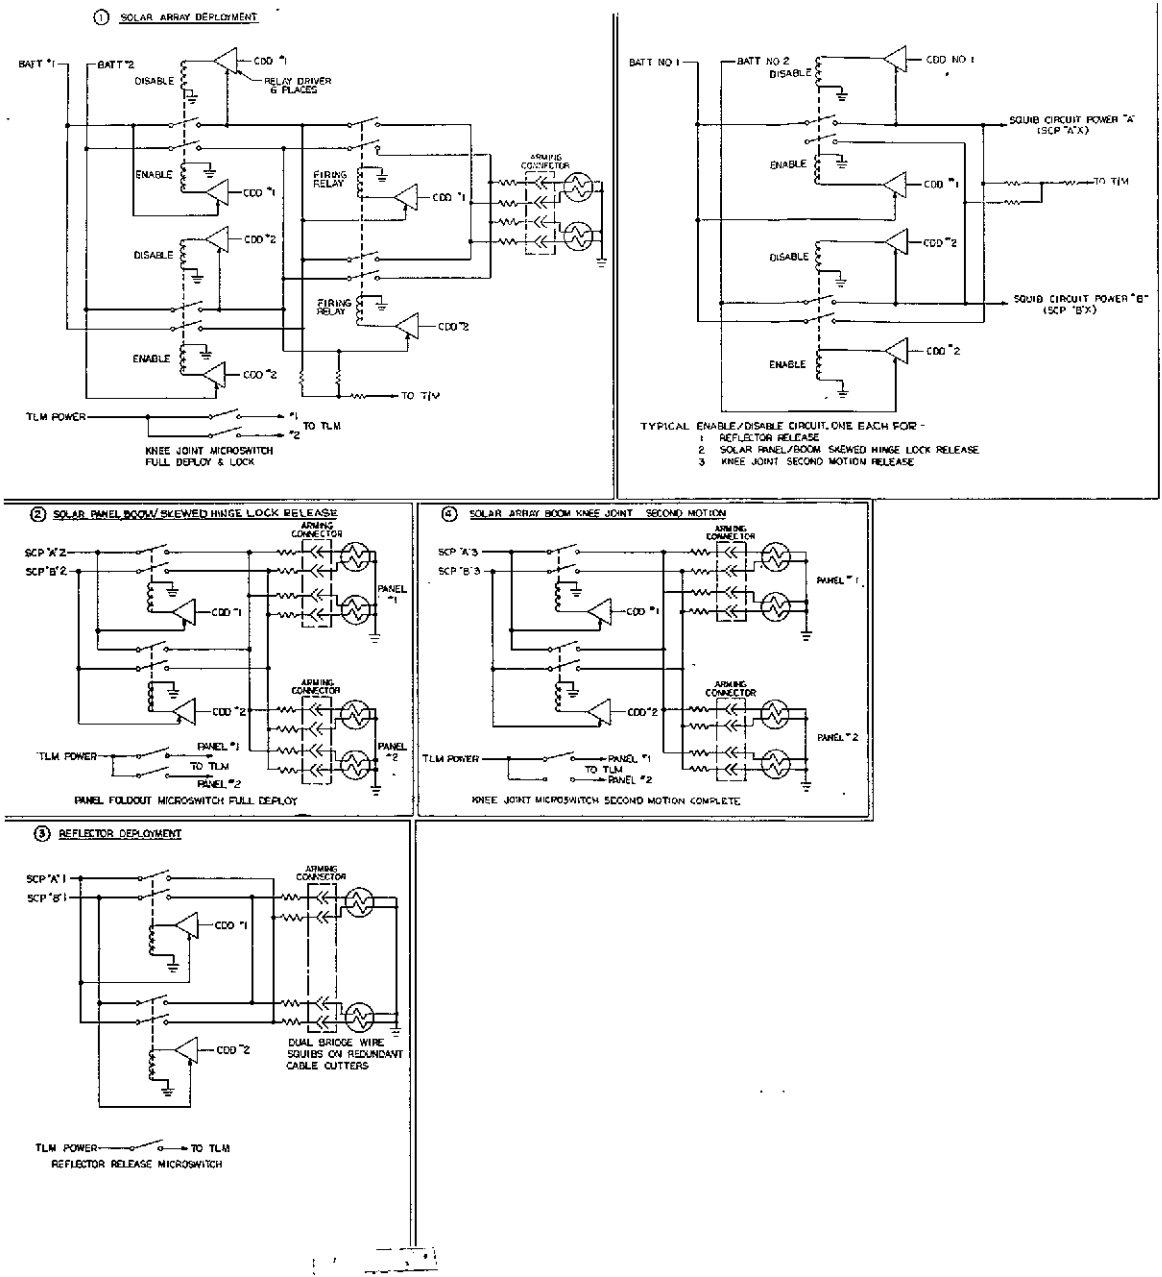 ① SOLAR ARRAY DEPLOYMENT
BATT #1
BATT #2
CDD #1
DISABLE
RELAY DRIVER
6 PLACES
ENABLE
CDD #1
FIRING
RELAY
CDD #1
ARMING
CONNECTOR
CDD #2
DISABLE
FIRING
RELAY
CDD #2
ENABLE
CDD #2
TO T/M
TLM POWER
#1
TO TLM
#2
KNEE JOINT MICROSWITCH
FULL DEPLOY & LOCK
BATT NO 1
BATT NO 2
DISABLE
CDD NO 1
SQUIB CIRCUIT POWER "A"
(SCP "A"X)
ENABLE
CDD #1
TO T/M
CDD #2
DISABLE
SQUIB CIRCUIT POWER "B"
(SCP "B"X)
CDD #2
ENABLE
TYPICAL ENABLE/DISABLE CIRCUIT, ONE EACH FOR -
1 REFLECTOR RELEASE
2 SOLAR PANEL/BOOM SKEWED HINGE LOCK RELEASE
3 KNEE JOINT SECOND MOTION RELEASE
② SOLAR PANEL BOOM/SKEWED HINGE LOCK RELEASE
ARMING
CONNECTOR
SCP "A" 2
SCP "B" 2
PANEL
#1
CDD #1
ARMING
CONNECTOR
CDD #2
TLM POWER
PANEL #1
TO TLM
PANEL #2
PANEL
#2
PANEL FOLDOUT MICROSWITCH FULL DEPLOY
④ SOLAR ARRAY BOOM KNEE JOINT SECOND MOTION
ARMING
CONNECTOR
SCP "A" 3
SCP "B" 3
PANEL #1
CDD #1
ARMING
CONNECTOR
CDD #2
PANEL #2
TLM POWER
PANEL #1
TO TLM
PANEL #2
KNEE JOINT MICROSWITCH SECOND MOTION COMPLETE
③ REFLECTOR DEPLOYMENT
ARMING
CONNECTOR
SCP "A" 1
SCP "B" 1
CDD #1
CDD #2
DUAL BRIDGE WIRE
SQUIBS ON REDUNDANT
CABLE CUTTERS
TLM POWER
TO TLM
REFLECTOR RELEASE MICROSWITCH